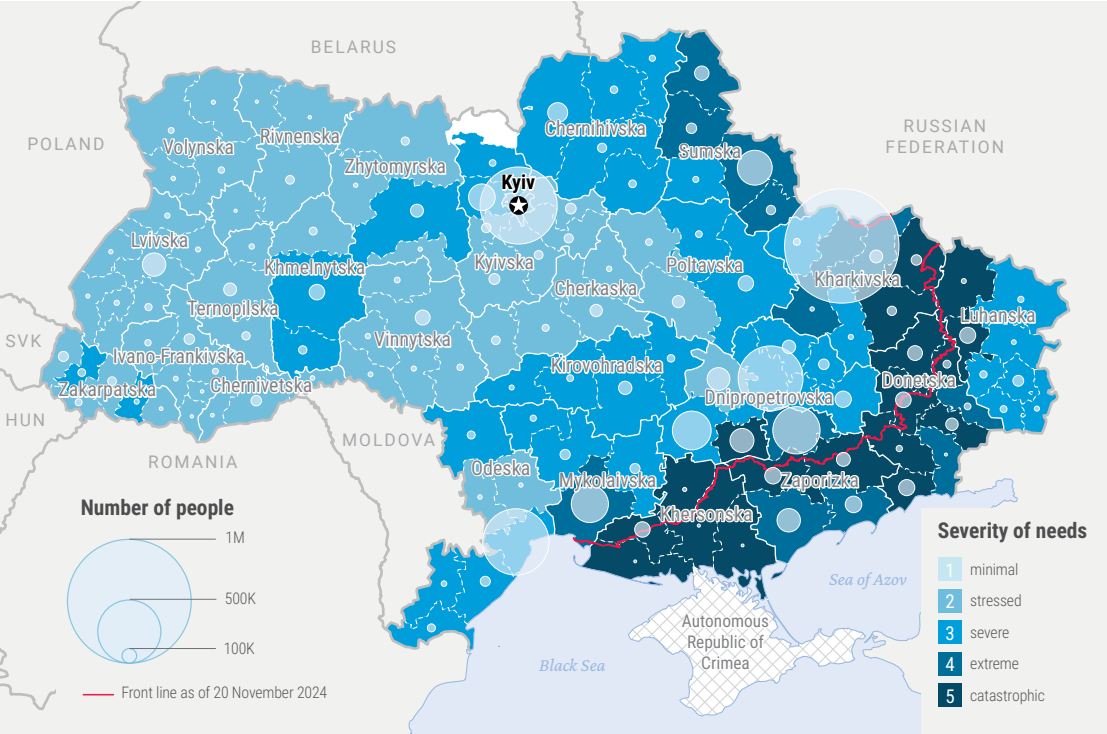 BELARUS
POLAND
RUSSIAN
FEDERATION
Chernihivska
Rivnenska
Volynska
Sumska
Zhytomyrska
Kyiv
Lvivska
Khmelnytska
Kyivska
Poltavska
Kharkivska
Cherkaska
Ternopilska
Luhanska
SVK
Vinnytska
Ivano-Frankivska
Kirovohradska
Donetska
Zakarpatska
Chernivetska
Dnipropetrovska
HUN
MOLDOVA
ROMANIA
Odeska
Mykolaivska
Zaporizka
Khersonska
Number of people
1M
500K
100K
Front line as of 20 November 2024
Severity of needs
1 minimal
2 stressed
3 severe
4 extreme
5 catastrophic
Sea of Azov
Autonomous
Republic of
Crimea
Black Sea